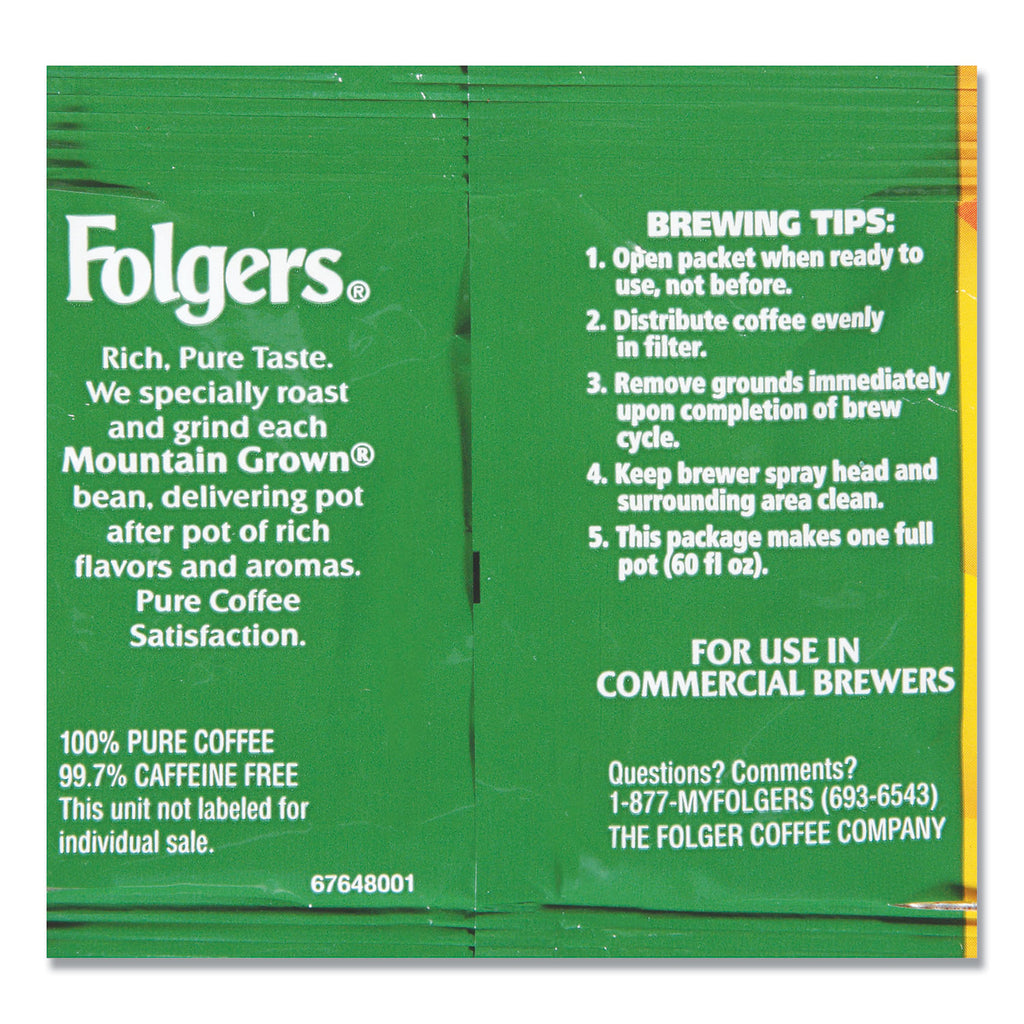 Folgers®
Rich, Pure Taste.
We specially roast
and grind each
Mountain Grown®
bean, delivering pot
after pot of rich
flavors and aromas.
Pure Coffee
Satisfaction.
100% PURE COFFEE
99.7% CAFFEINE FREE
This unit not labeled for
individual sale.
67648001
BREWING TIPS:
1. Open packet when ready to
use, not before.
2. Distribute coffee evenly
in filter.
3. Remove grounds immediately
upon completion of brew
cycle.
4. Keep brewer spray head and
surrounding area clean.
5. This package makes one full
pot (60 fl oz).
FOR USE IN
COMMERCIAL BREWERS
Questions? Comments?
1-877-MYFOLGERS (693-6543)
THE FOLGER COFFEE COMPANY